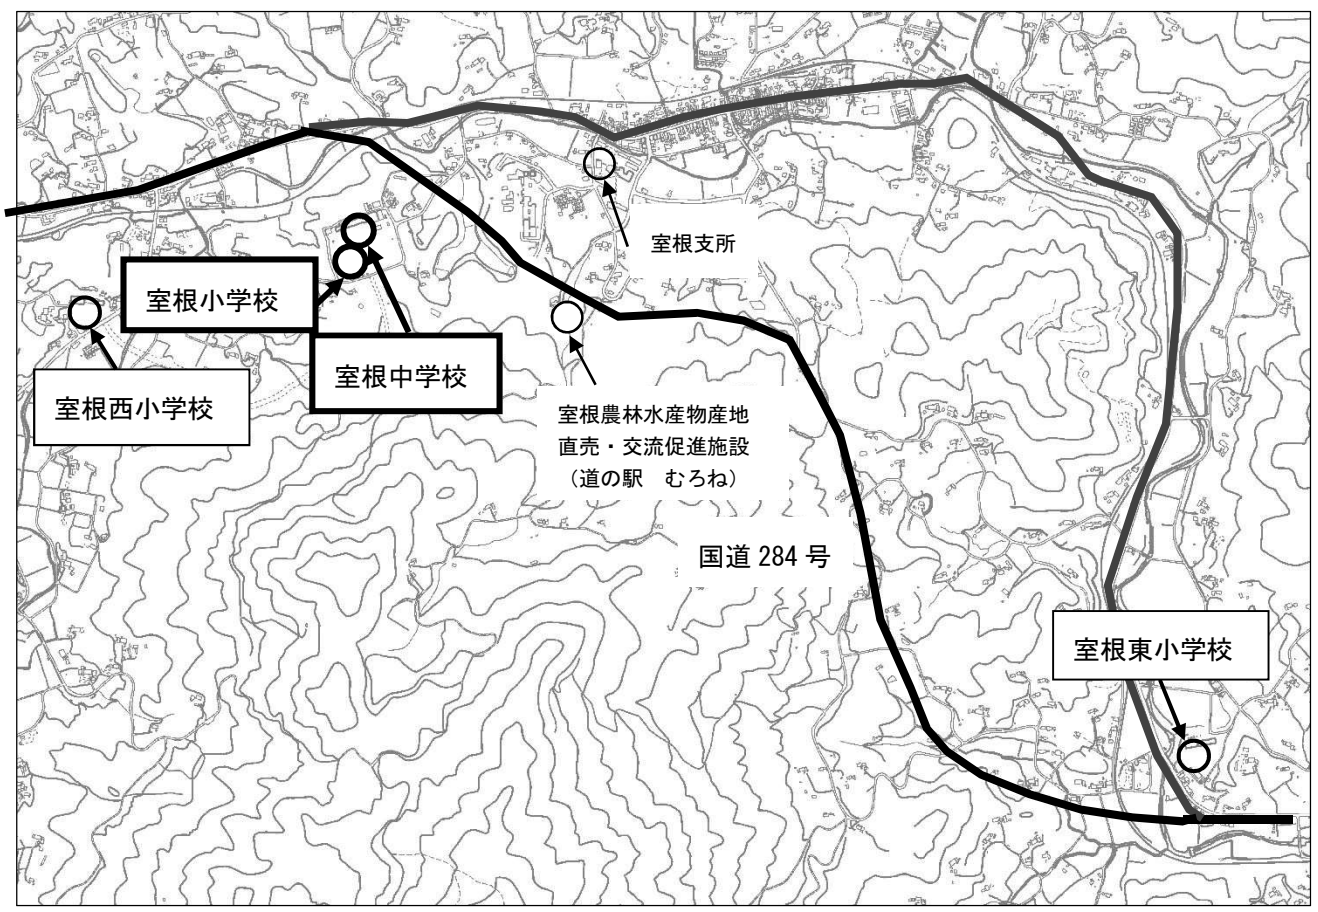 室根支所
室根小学校
室根中学校
室根西小学校
室根農林水産物産地
直売・交流促進施設
（道の駅　むろね）
国道 284 号
室根東小学校